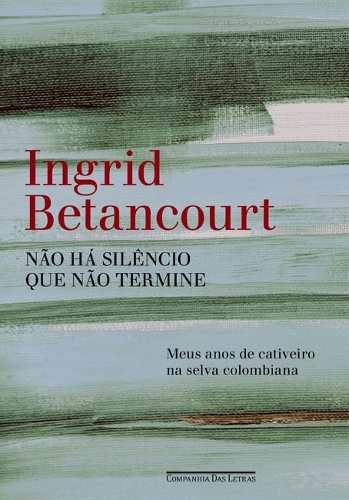 Ingrid
Betancourt
NÃO HÁ SILÊNCIO
QUE NÃO TERMINE
Meus anos de cativeiro
na selva colombiana
COMPANHIA DAS LETRAS